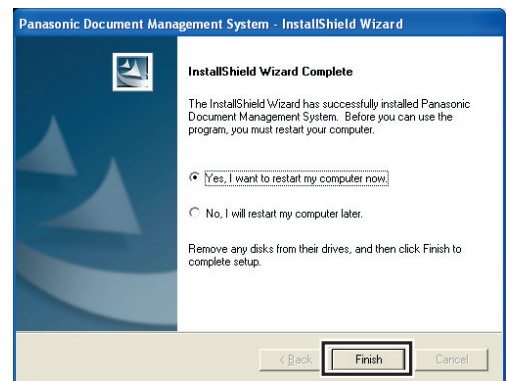 Panasonic Document Management System - InstallShield Wizard
InstallShield Wizard Complete
The InstallShield Wizard has successfully installed Panasonic
Document Management System. Before you can use the
program, you must restart your computer.
Yes, I want to restart my computer now.
No, I will restart my computer later.
Remove any disks from their drives, and then click Finish to
complete setup.
< Back Finish Cancel